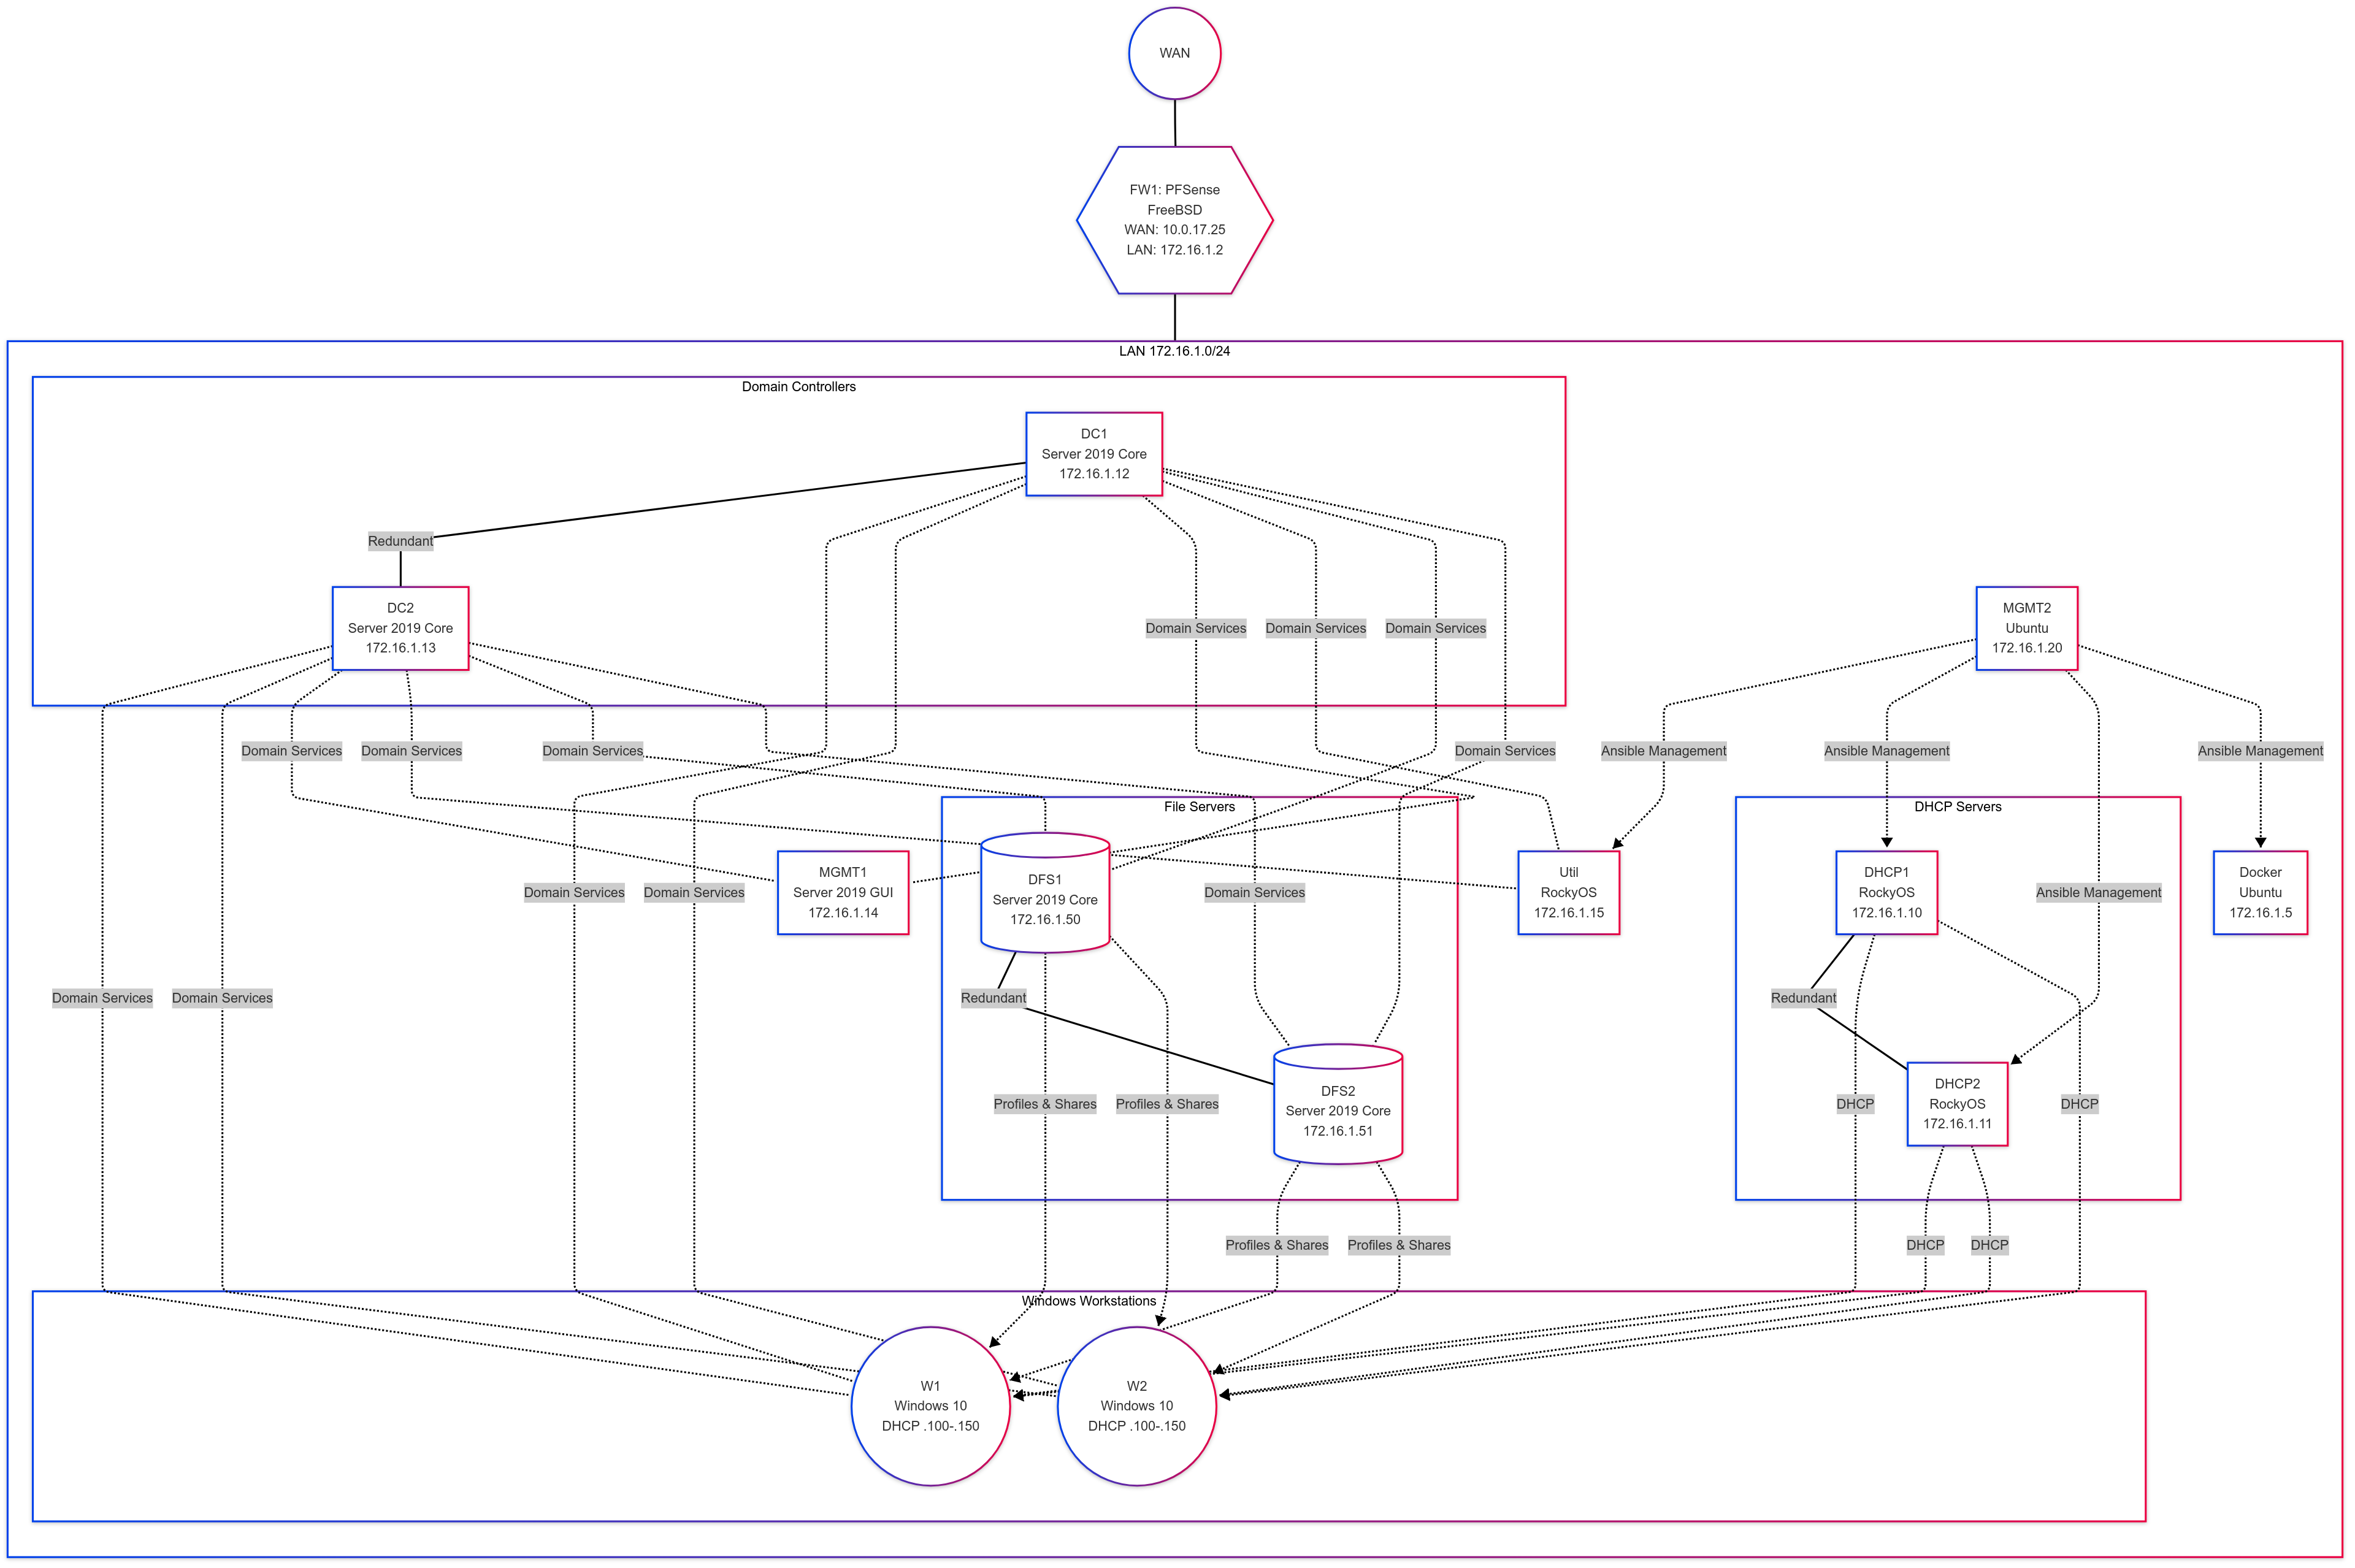 WAN
FW1: PFSense
FreeBSD
WAN: 10.0.17.25
LAN: 172.16.1.2
LAN 172.16.1.0/24
Domain Controllers
DC1
Server 2019 Core
172.16.1.12
Redundant
DC2
Server 2019 Core
172.16.1.13
Domain Services
Domain Services
Domain Services
MGMT2
Ubuntu
172.16.1.20
Domain Services
Domain Services
Domain Services
Domain Services
Ansible Management
Ansible Management
Ansible Management
File Servers
DHCP Servers
MGMT1
Server 2019 GUI
172.16.1.14
Domain Services
Domain Services
DFS1
Server 2019 Core
172.16.1.50
Domain Services
Util
RockyOS
172.16.1.15
DHCP1
RockyOS
172.16.1.10
Ansible Management
Docker
Ubuntu
172.16.1.5
Domain Services
Domain Services
Redundant
Redundant
Profiles & Shares
Profiles & Shares
DFS2
Server 2019 Core
172.16.1.51
DHCP
DHCP2
RockyOS
172.16.1.11
DHCP
Profiles & Shares
Profiles & Shares
DHCP
DHCP
Windows Workstations
W1
Windows 10
DHCP .100-.150
W2
Windows 10
DHCP .100-.150